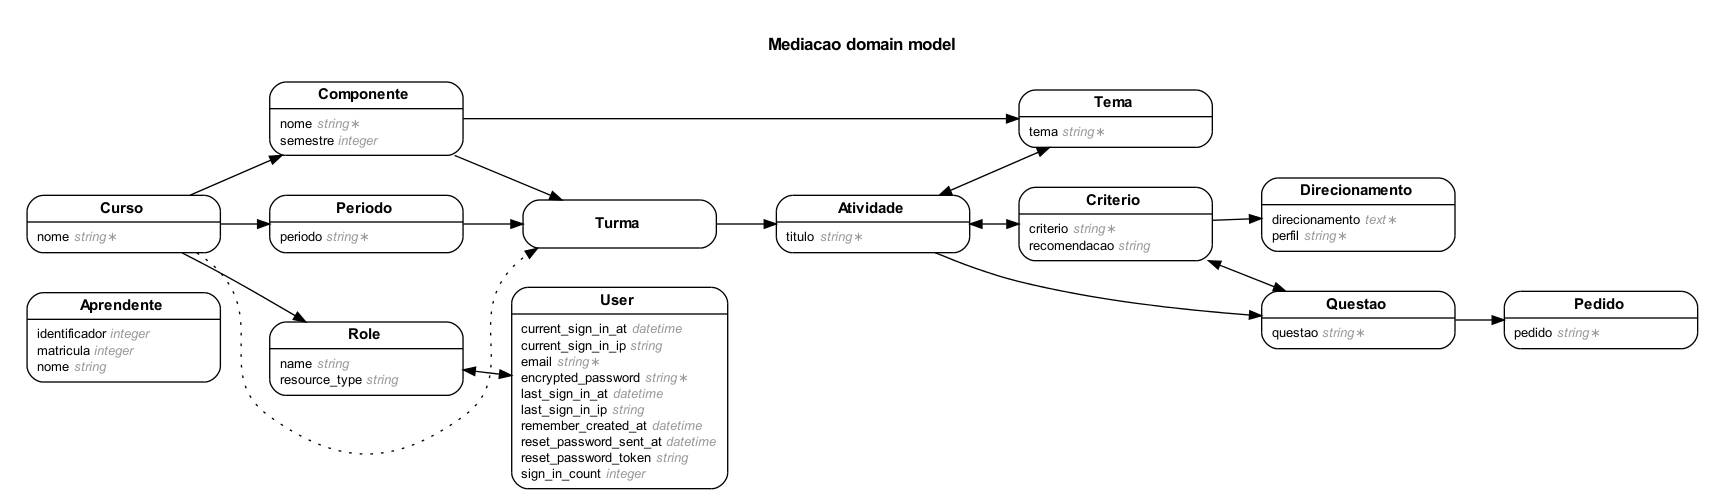 Mediacao domain model
Componente
nome string∗
semestre integer
Tema
tema string∗
Curso
nome string∗
Periodo
periodo string∗
Turma
Atividade
titulo string∗
Criterio
criterio string∗
recomendacao string
Direcionamento
direcionamento text∗
perfil string∗
Aprendente
identificador integer
matricula integer
nome string
Role
name string
resource_type string
User
current_sign_in_at datetime
current_sign_in_ip string
email string∗
encrypted_password string∗
last_sign_in_at datetime
last_sign_in_ip string
remember_created_at datetime
reset_password_sent_at datetime
reset_password_token string
sign_in_count integer
Questao
questao string∗
Pedido
pedido string∗